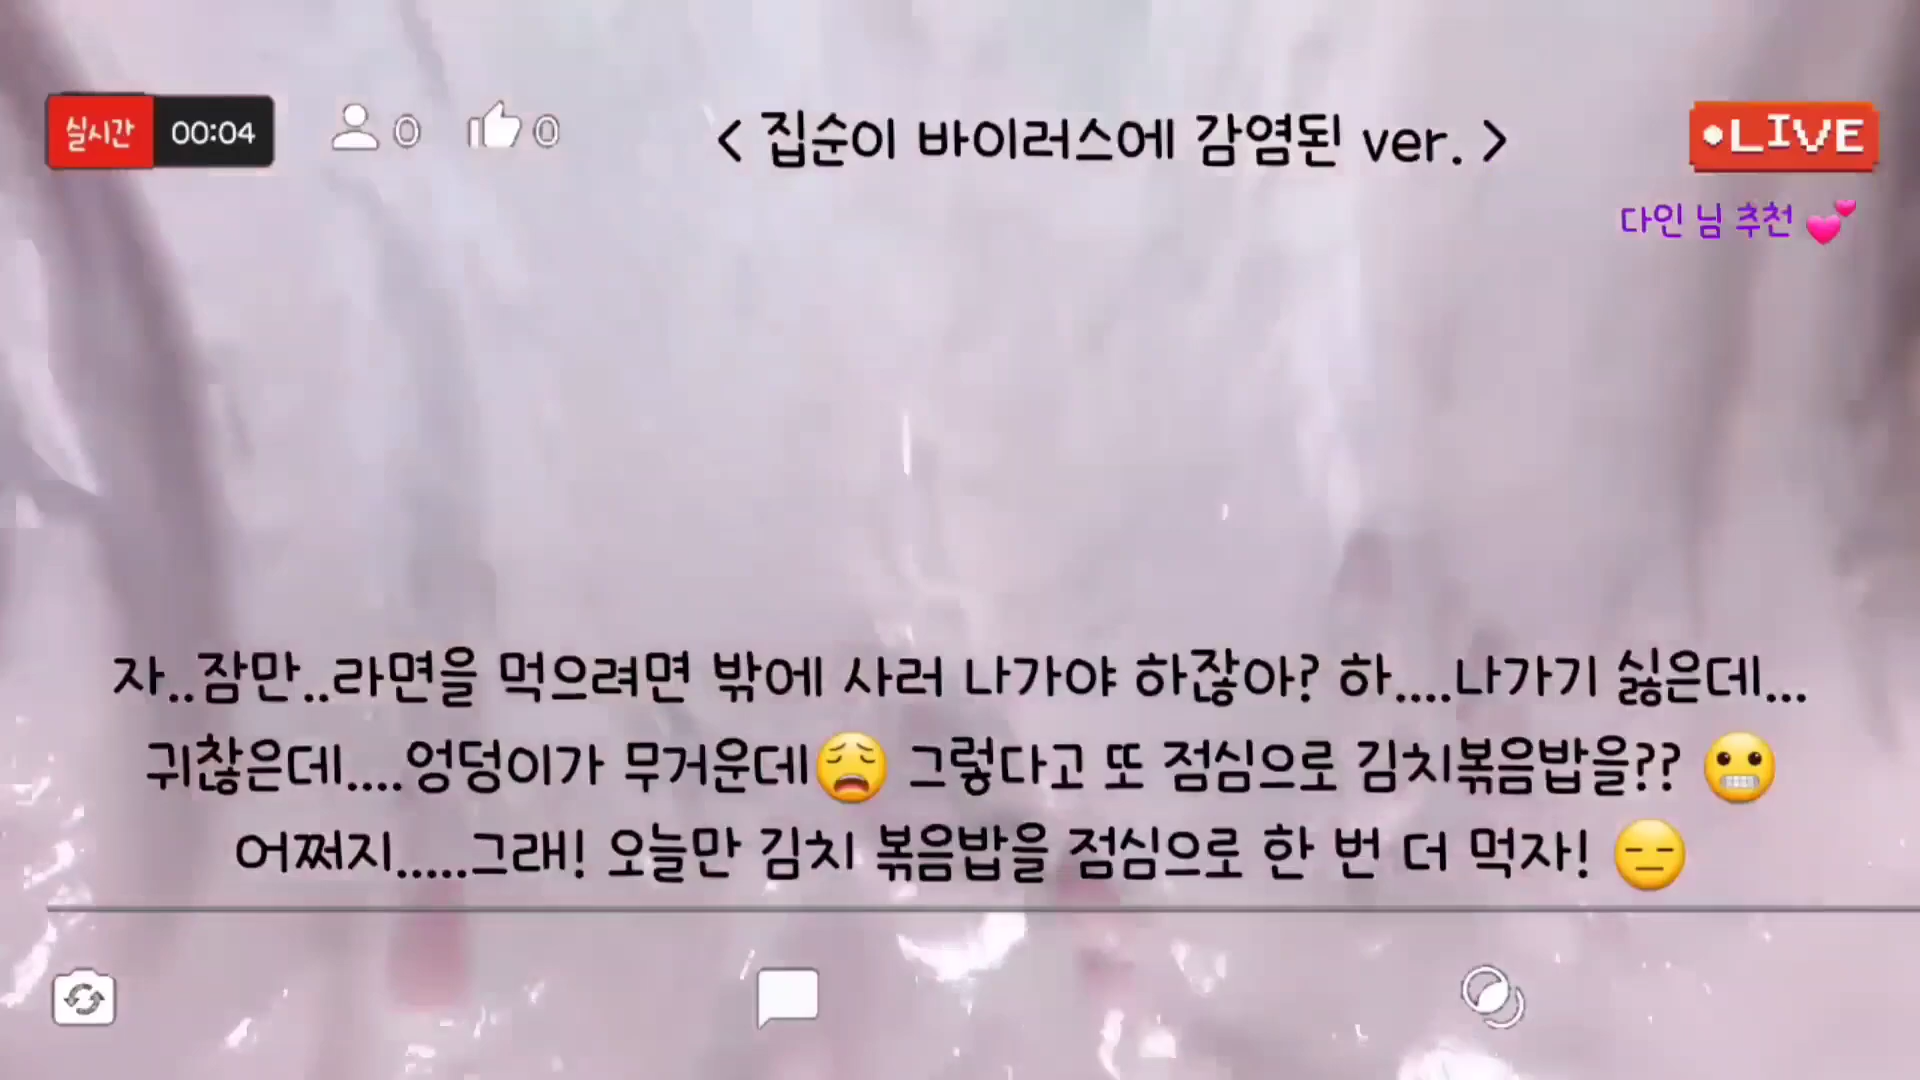 실시간 00:04 0 0 < 집순이 바이러스에 감염된 ver. > •LIVE
다인 님 추천 💕
자..잠만..라면을 먹으려면 밖에 사러 나가야 하잖아? 하....나가기 싫은데...
귀찮은데....엉덩이가 무거운데😩 그렇다고 또 점심으로 김치볶음밥을?? 😬
어쩌지.....그래! 오늘만 김치 볶음밥을 점심으로 한 번 더 먹자! 😑